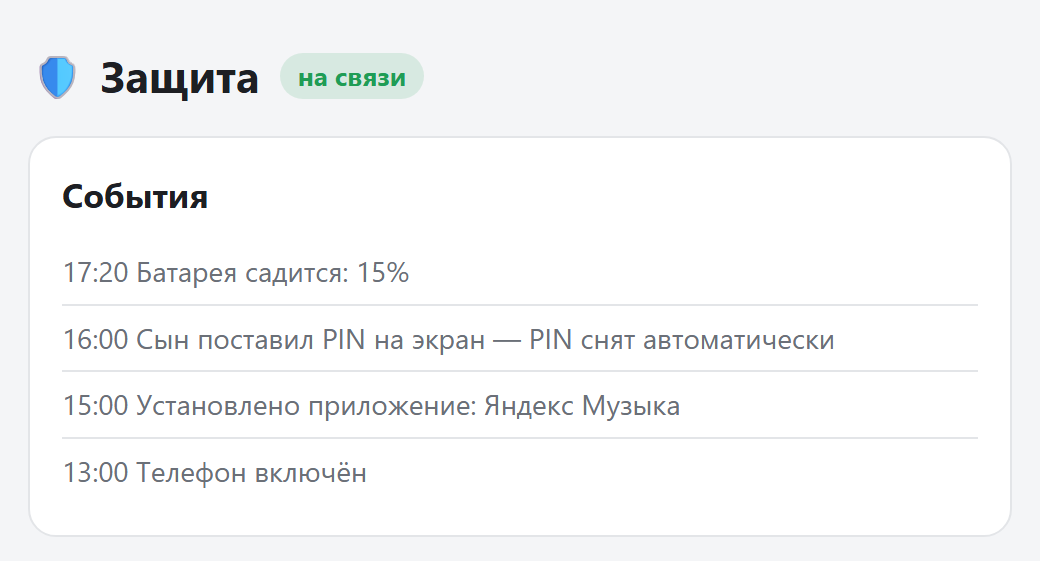 Защита
на связи
События
17:20 Батарея садится: 15%
16:00 Сын поставил PIN на экран — PIN снят автоматически
15:00 Установлено приложение: Яндекс Музыка
13:00 Телефон включён